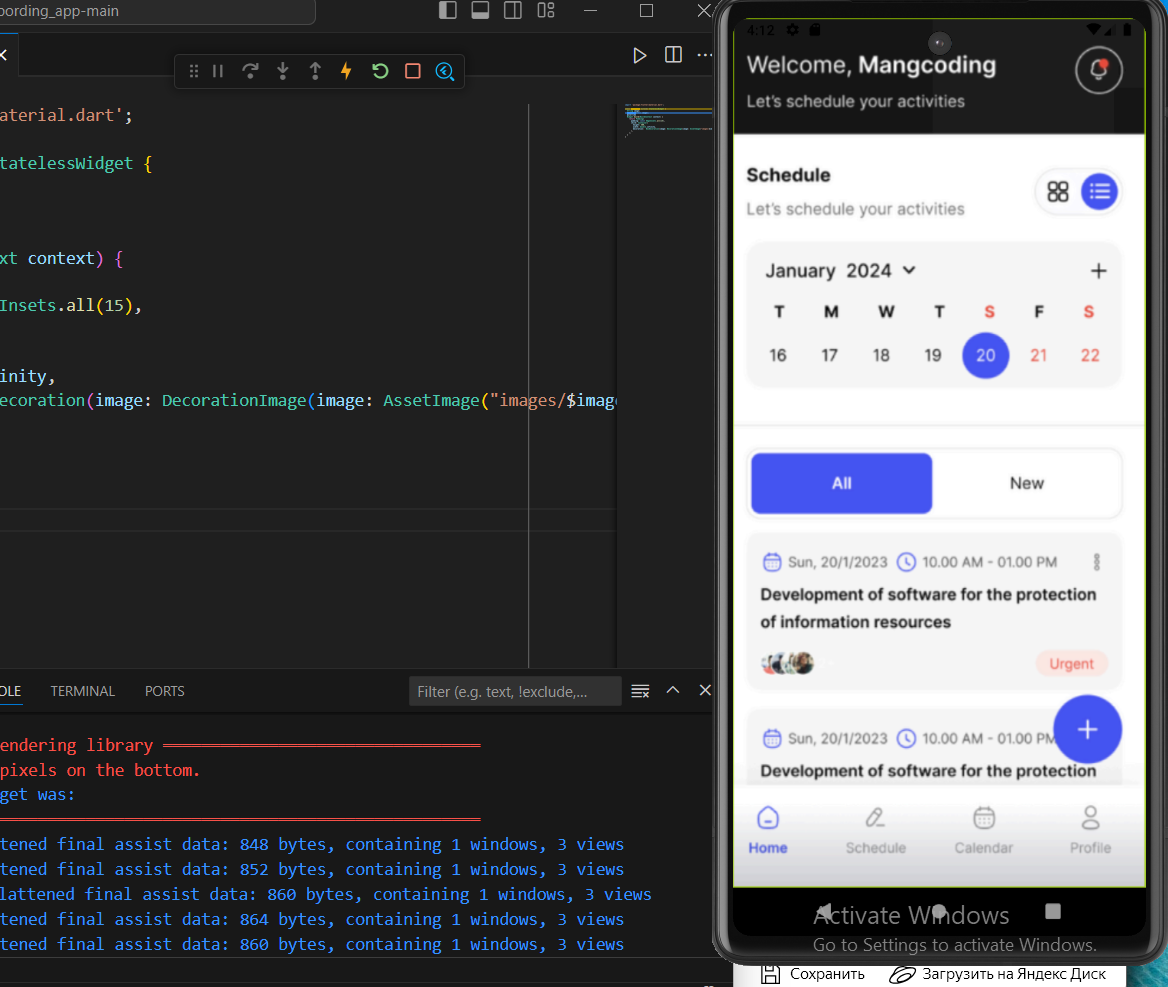 bording_app-main
aterial.dart';
tatelessWidget {
xt context) {
Insets.all(15),
inity,
ecoration(image: DecorationImage(image: AssetImage("images/$imag
OLE TERMINAL PORTS
Filter (e.g. text, !exclude,...
endering library
pixels on the bottom.
get was:
tened final assist data: 848 bytes, containing 1 windows, 3 views
tened final assist data: 852 bytes, containing 1 windows, 3 views
lattened final assist data: 860 bytes, containing 1 windows, 3 views
tened final assist data: 864 bytes, containing 1 windows, 3 views
tened final assist data: 860 bytes, containing 1 windows, 3 views
4:12
Welcome, Mangcoding
Let's schedule your activities
Schedule
Let's schedule your activities
January 2024
T M W T S F S
16 17 18 19 20 21 22
All New
Sun, 20/1/2023 10.00 AM - 01.00 PM
Development of software for the protection
of information resources
Urgent
Sun, 20/1/2023 10.00 AM - 01.00 PM
Development of software for the protection
Home Schedule Calendar Profile
Activate Windows
Go to Settings to activate Windows.
Сохранить Загрузить на Яндекс Диск